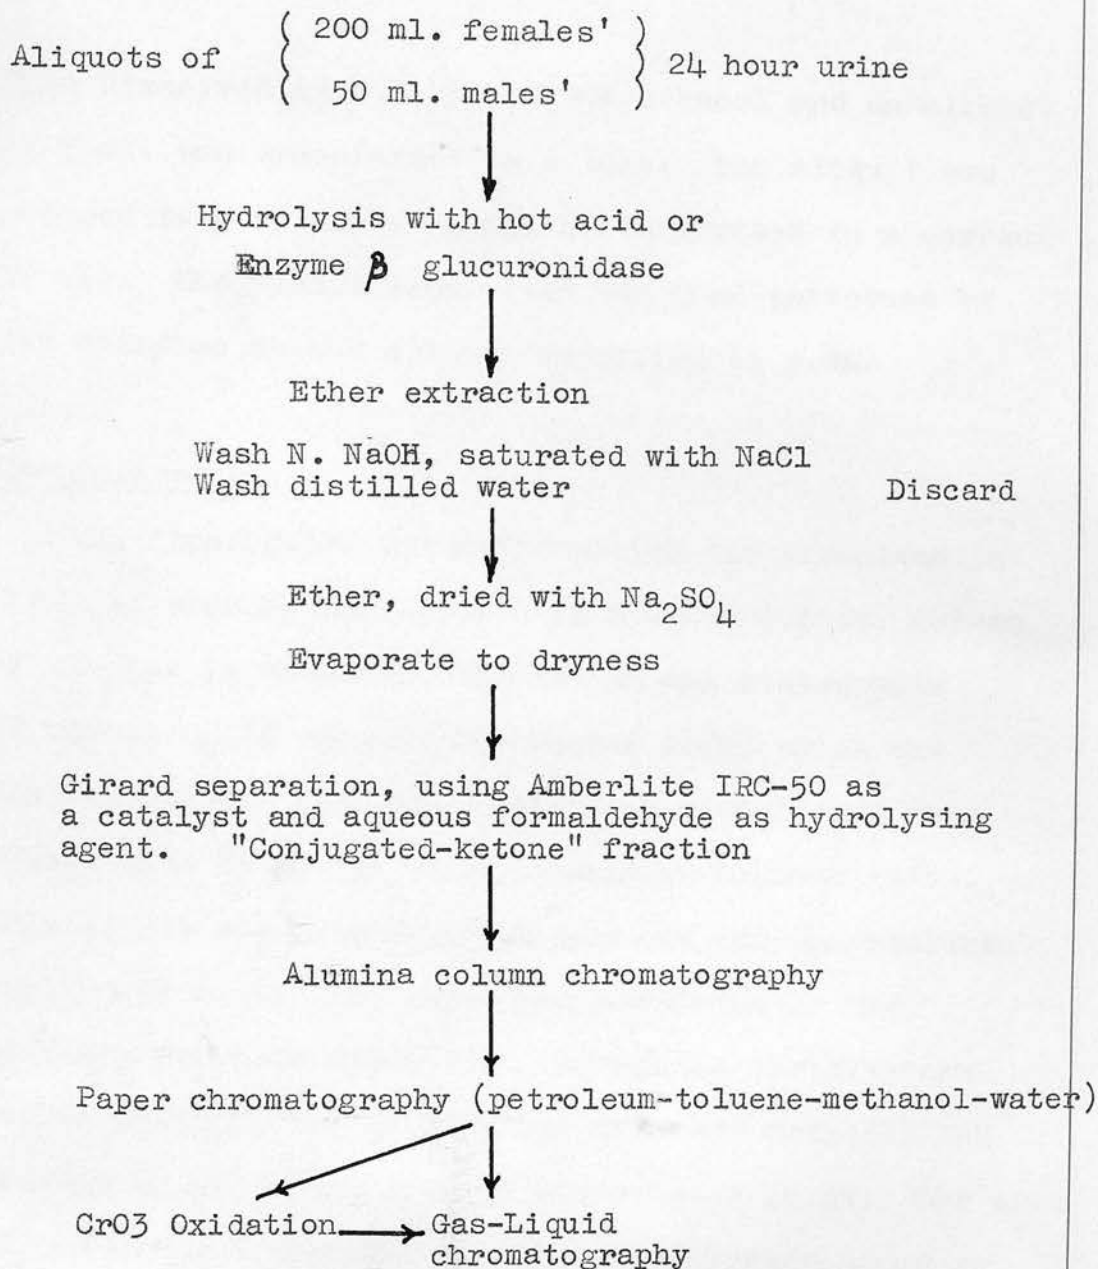 200 ml. females'
Aliquots of 24 hour urine
50 ml. males'
Hydrolysis with hot acid or
Enzyme β glucuronidase
Ether extraction
Wash N. NaOH, saturated with NaCl
Wash distilled water Discard
Ether, dried with Na₂SO₄
Evaporate to dryness
Girard separation, using Amberlite IRC-50 as
a catalyst and aqueous formaldehyde as hydrolysing
agent. "Conjugated-ketone" fraction
Alumina column chromatography
Paper chromatography (petroleum-toluene-methanol-water)
CrO3 Oxidation Gas-Liquid
chromatography